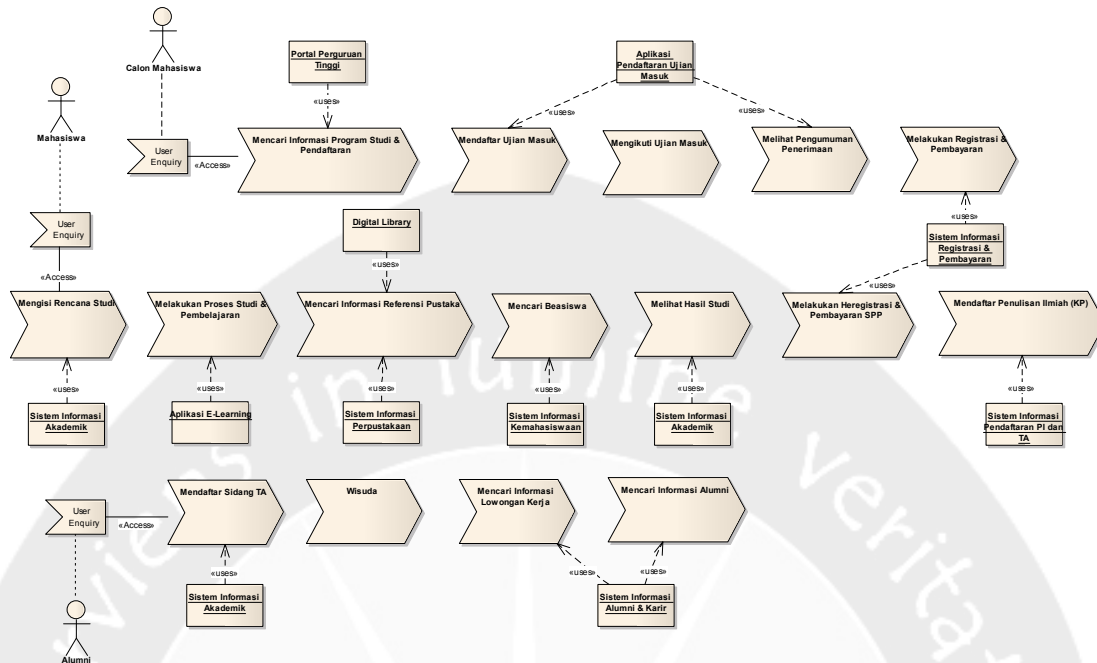 Calon Mahasiswa
Portal Perguruan
Tinggi
Aplikasi
Pendaftaran Ujian
Masuk
«uses»
«uses»
«uses»
Mahasiswa
User
Enquiry
«Access»
Mencari Informasi Program Studi &
Pendaftaran
Mendaftar Ujian Masuk
Mengikuti Ujian Masuk
Melihat Pengumuman
Penerimaan
Melakukan Registrasi &
Pembayaran
User
Enquiry
Digital Library
«uses»
Sistem Informasi
Registrasi &
Pembayaran
«Access»
«uses»
«uses»
Mengisi Rencana Studi
Melakukan Proses Studi &
Pembelajaran
Mencari Informasi Referensi Pustaka
Mencari Beasiswa
Melihat Hasil Studi
Melakukan Heregistrasi &
Pembayaran SPP
Mendaftar Penulisan Ilmiah (KP)
«uses»
«uses»
«uses»
«uses»
«uses»
«uses»
Sistem Informasi
Akademik
Aplikasi E-Learning
Sistem Informasi
Perpustakaan
Sistem Informasi
Kemahasiswaan
Sistem Informasi
Akademik
Sistem Informasi
Pendaftaran PI dan
TA
User
Enquiry
«Access»
Mendaftar Sidang TA
Wisuda
Mencari Informasi
Lowongan Kerja
Mencari Informasi Alumni
«uses»
«uses»
«uses»
Sistem Informasi
Akademik
Sistem Informasi
Alumni & Karir
Alumni
in lumine